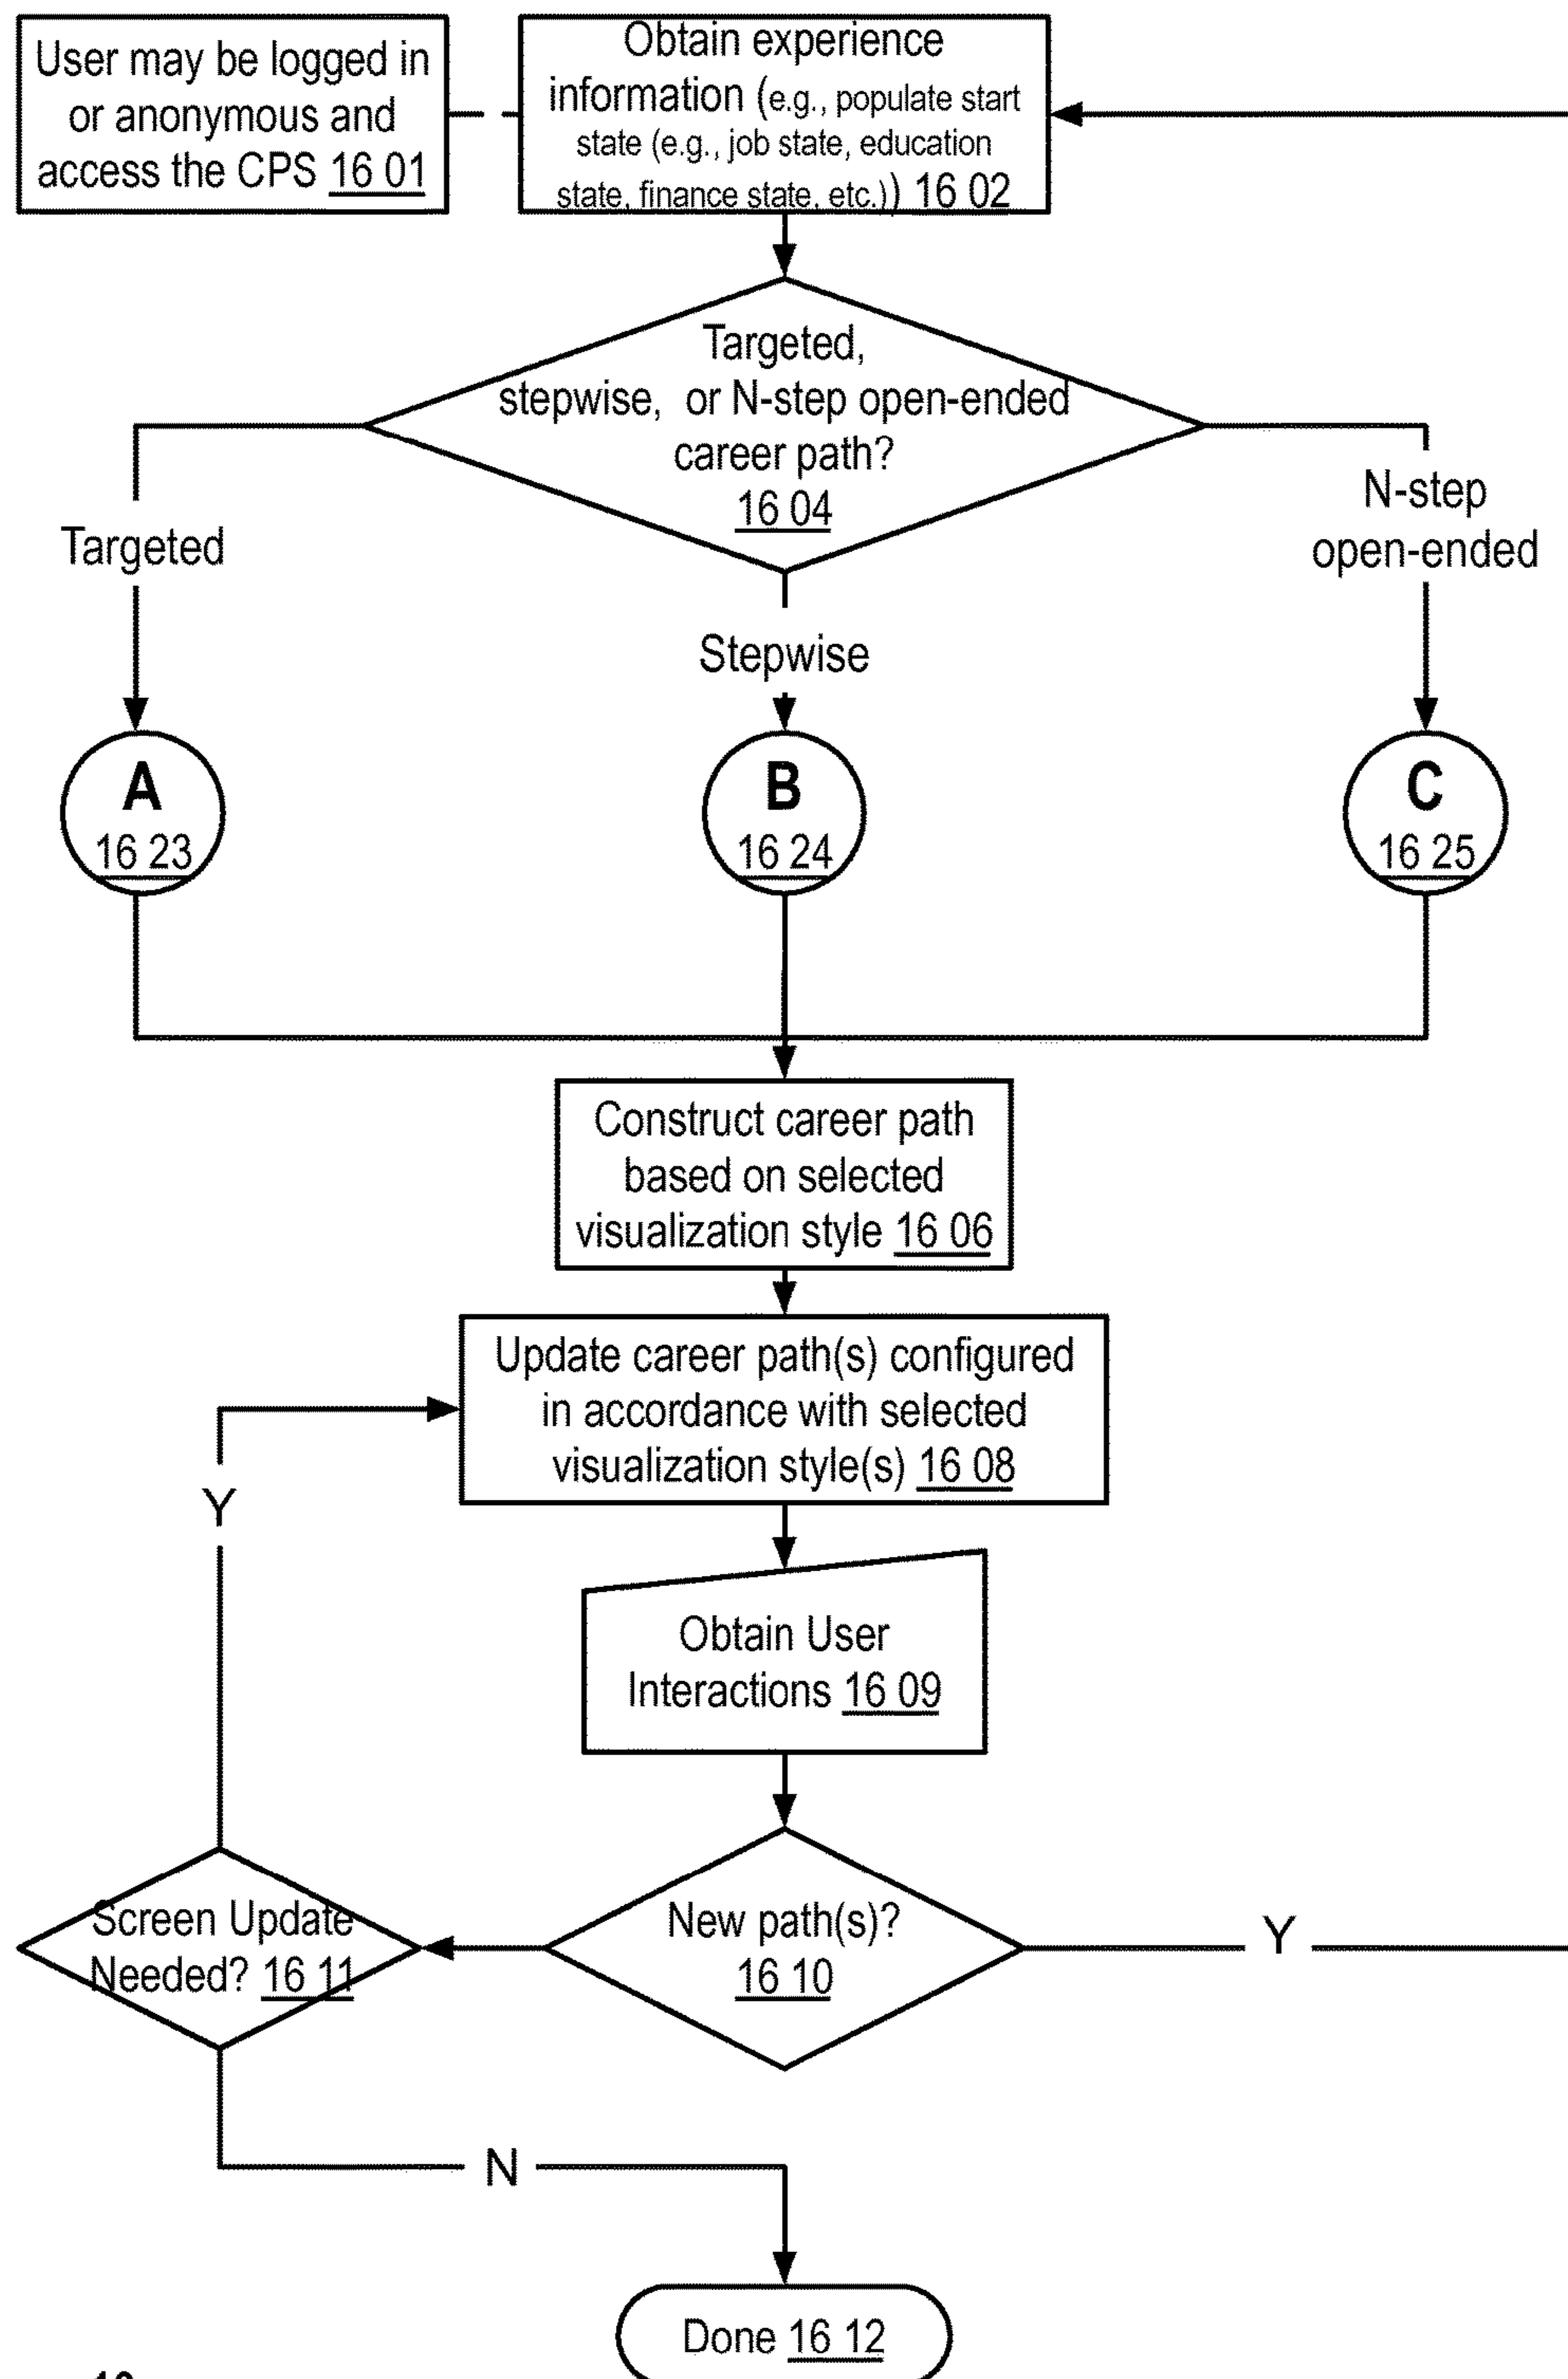 User may be logged in
or anonymous and
access the CPS 16 01
Obtain experience
information (e.g., populate start
state (e.g., job state, education
state, finance state, etc.)) 16 02
Targeted,
stepwise, or N-step open-ended
career path?
16 04
Targeted
Stepwise
N-step
open-ended
A
16 23
B
16 24
C
16 25
Construct career path
based on selected
visualization style 16 06
Update career path(s) configured
in accordance with selected
visualization style(s) 16 08
Y
Obtain User
Interactions 16 09
Screen Update
Needed? 16 11
New path(s)?
16 10
Y
N
Done 16 12